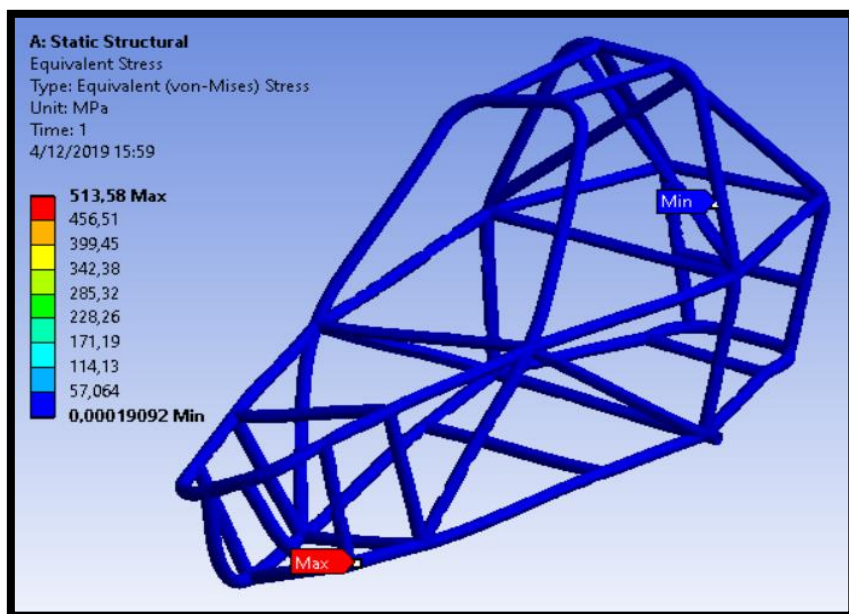 A: Static Structural
Equivalent Stress
Type: Equivalent (von-Mises) Stress
Unit: MPa
Time: 1
4/12/2019 15:59
513,58 Max
456,51
399,45
342,38
285,32
228,26
171,19
114,13
57,064
0,00019092 Min
Min
Max